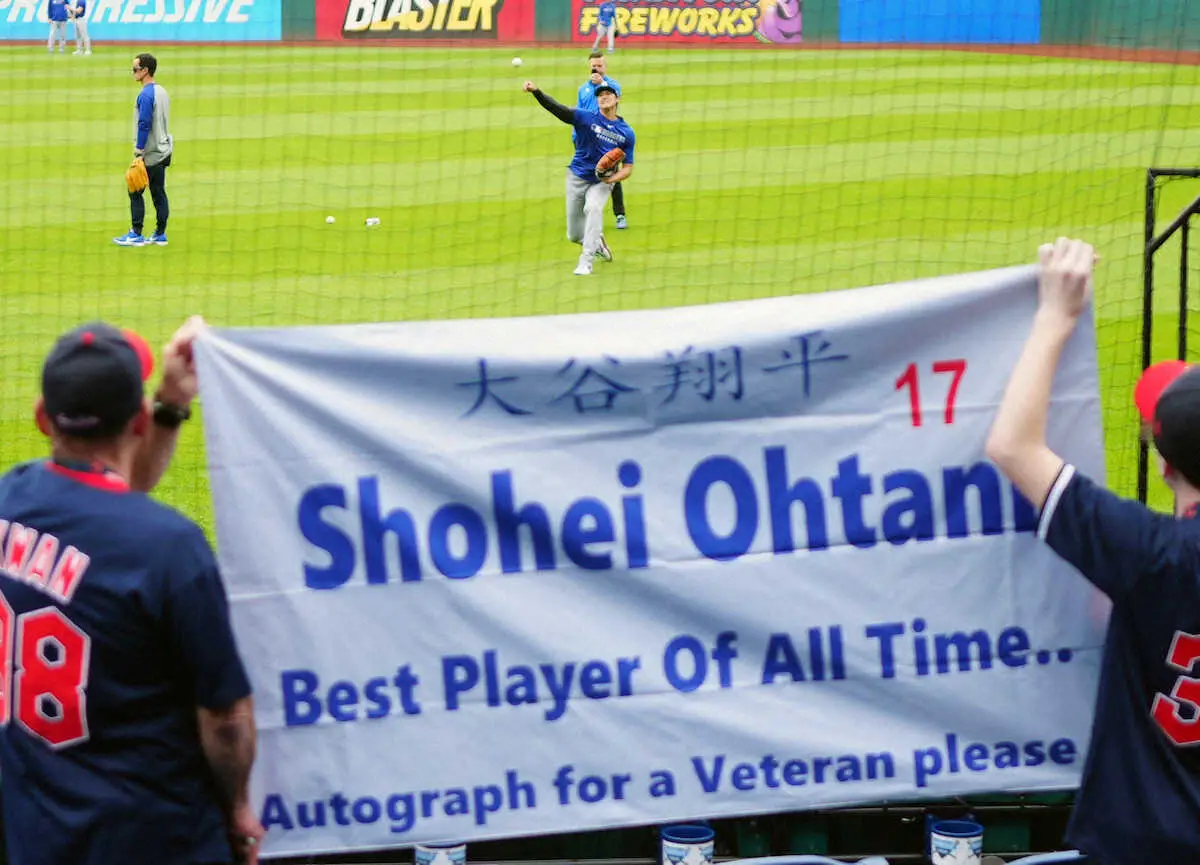 PROGRESSIVE
BLASTER
FIREWORKS
大谷翔平
17
Shohei Ohtani
Best Player Of All Time..
Autograph for a Veteran please